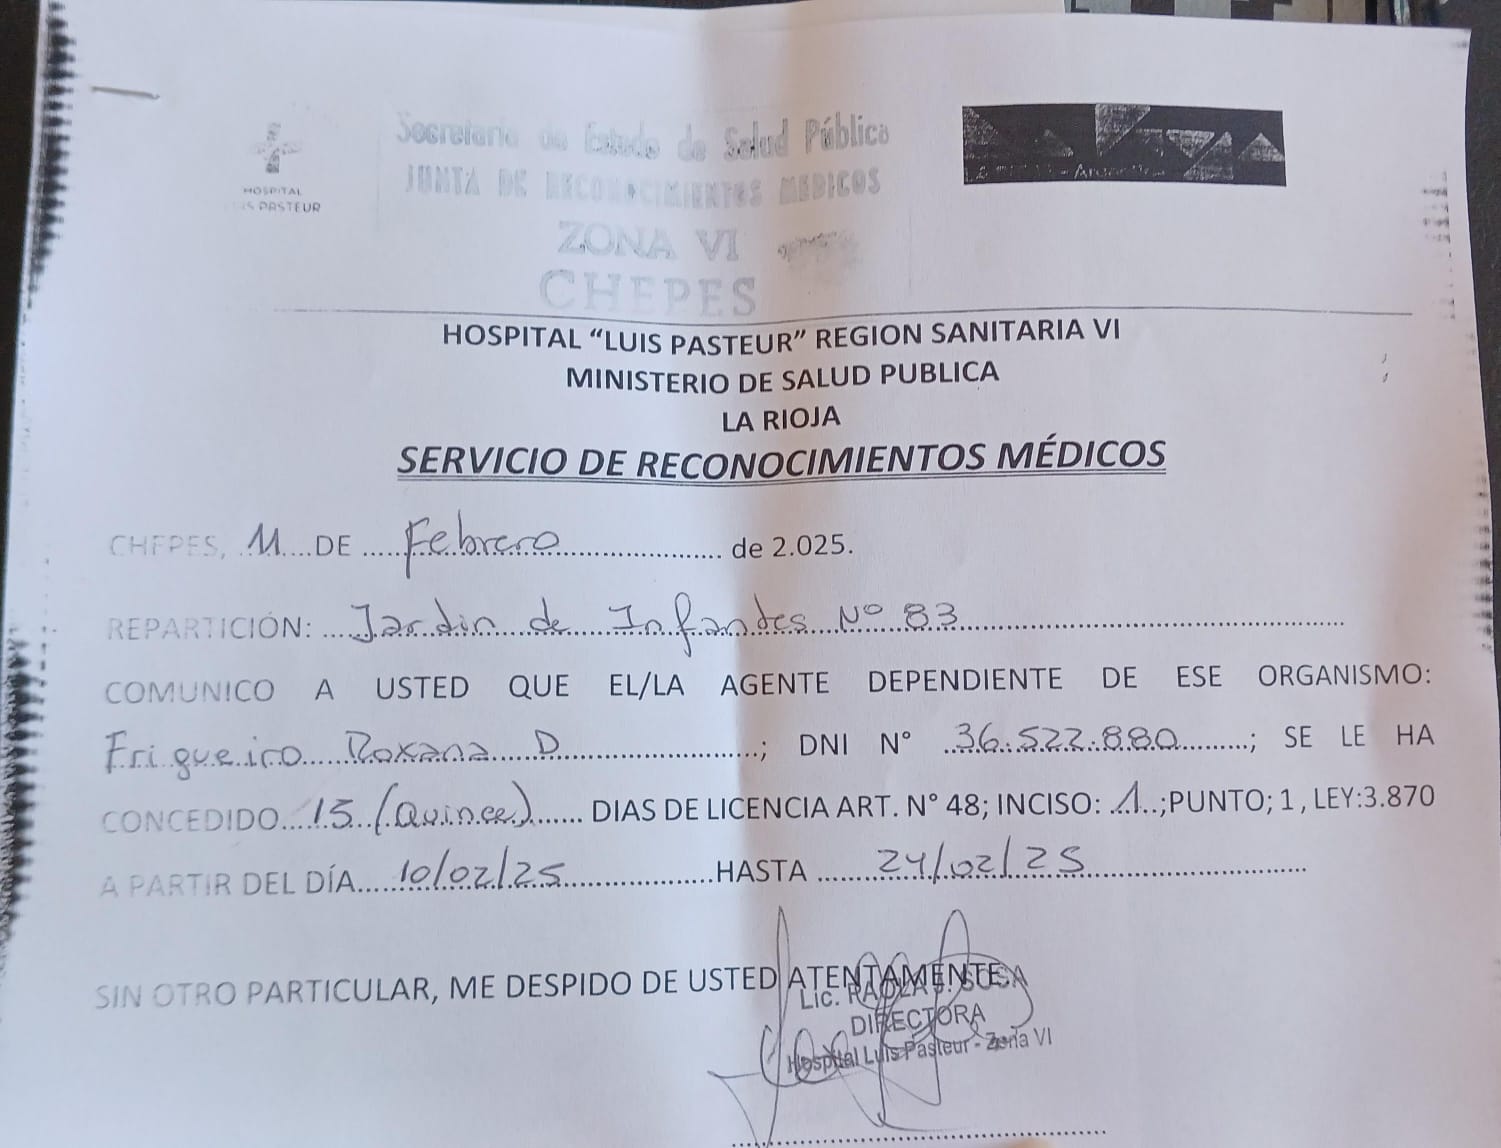 HOSPITAL
LUIS PASTEUR
Secretaria de Estado de Salud Pública
JUNTA DE RECONOCIMIENTOS MEDICOS
ZONA VI
CHEPES
HOSPITAL “LUIS PASTEUR” REGION SANITARIA VI
MINISTERIO DE SALUD PUBLICA
LA RIOJA
SERVICIO DE RECONOCIMIENTOS MÉDICOS
CHEPES, 11 DE Febrero de 2.025.
REPARTICIÓN: Jardin de Infandes Nº 83
COMUNICO A USTED QUE EL/LA AGENTE DEPENDIENTE DE ESE ORGANISMO:
Frigueiro Roxana D ; DNI N° 36.522.880 ; SE LE HA
CONCEDIDO 15 (Quince) DIAS DE LICENCIA ART. N° 48; INCISO: 1 ;PUNTO; 1 , LEY:3.870
A PARTIR DEL DÍA 10/02/25 HASTA 24/02/25
SIN OTRO PARTICULAR, ME DESPIDO DE USTED ATENTAMENTE.
Lic. SOSA
DIRECTORA
Hospital Luis Pasteur - Zona VI